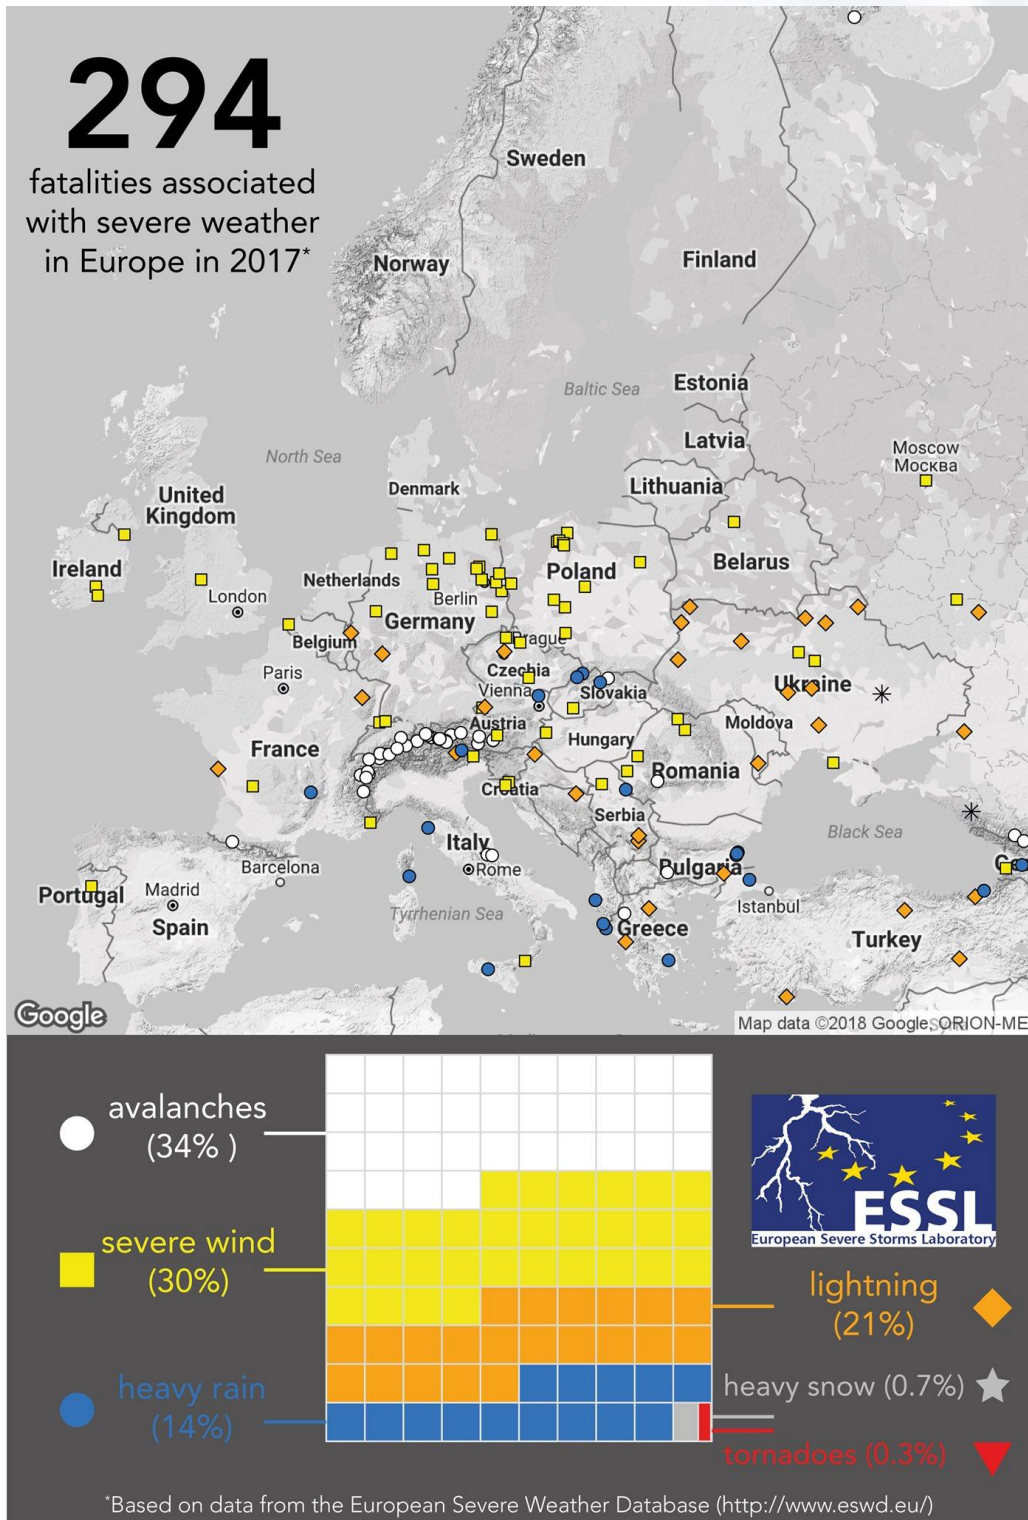 294
fatalities associated
with severe weather
in Europe in 2017*
Sweden
Norway
Finland
Baltic Sea
Estonia
Latvia
North Sea
Moscow
Москва
Denmark
Lithuania
United
Kingdom
Ireland
Netherlands
Poland
Belarus
London
Berlin
Belgium
Germany
Prague
Paris
Czechia
Vienna
Slovakia
Ukraine
Austria
France
Hungary
Moldova
Croatia
Romania
Serbia
Italy
Black Sea
Barcelona
Rome
Bulgaria
Ge
Portugal
Madrid
Istanbul
Spain
Tyrrhenian Sea
Greece
Turkey
Google
Map data ©2018 Google, ORION-ME
avalanches
(34% )
severe wind
(30%)
heavy rain
(14%)
ESSL
European Severe Storms Laboratory
lightning
(21%)
heavy snow (0.7%)
tornadoes (0.3%)
*Based on data from the European Severe Weather Database (http://www.eswd.eu/)